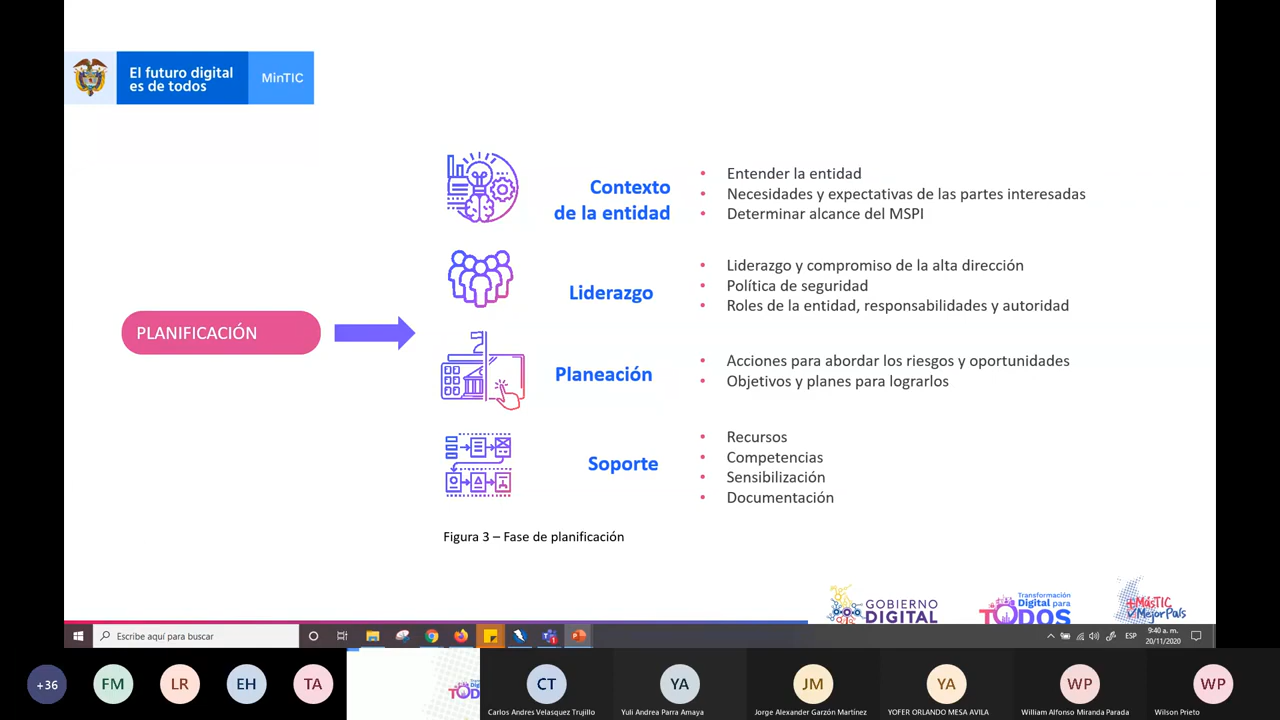 El futuro digital
es de todos
MinTIC
Contexto
de la entidad
• Entender la entidad
• Necesidades y expectativas de las partes interesadas
• Determinar alcance del MSPI
Liderazgo
• Liderazgo y compromiso de la alta dirección
• Política de seguridad
• Roles de la entidad, responsabilidades y autoridad
PLANIFICACIÓN
Planeación
• Acciones para abordar los riesgos y oportunidades
• Objetivos y planes para lograrlos
Soporte
• Recursos
• Competencias
• Sensibilización
• Documentación
Figura 3 – Fase de planificación
GOBIERNO
DIGITAL
Transformación
Digital para
TODOS
+MásTIC
MejorPaís
Escribe aquí para buscar
ESP
9:40 a. m.
20/11/2020
+36
FM
LR
EH
TA
CT
YA
JM
YA
WP
WP
Carlos Andres Velasquez Trujillo
Yuli Andrea Parra Amaya
Jorge Alexander Garzón Martínez
YOFER ORLANDO MESA AVILA
William Alfonso Miranda Parada
Wilson Prieto